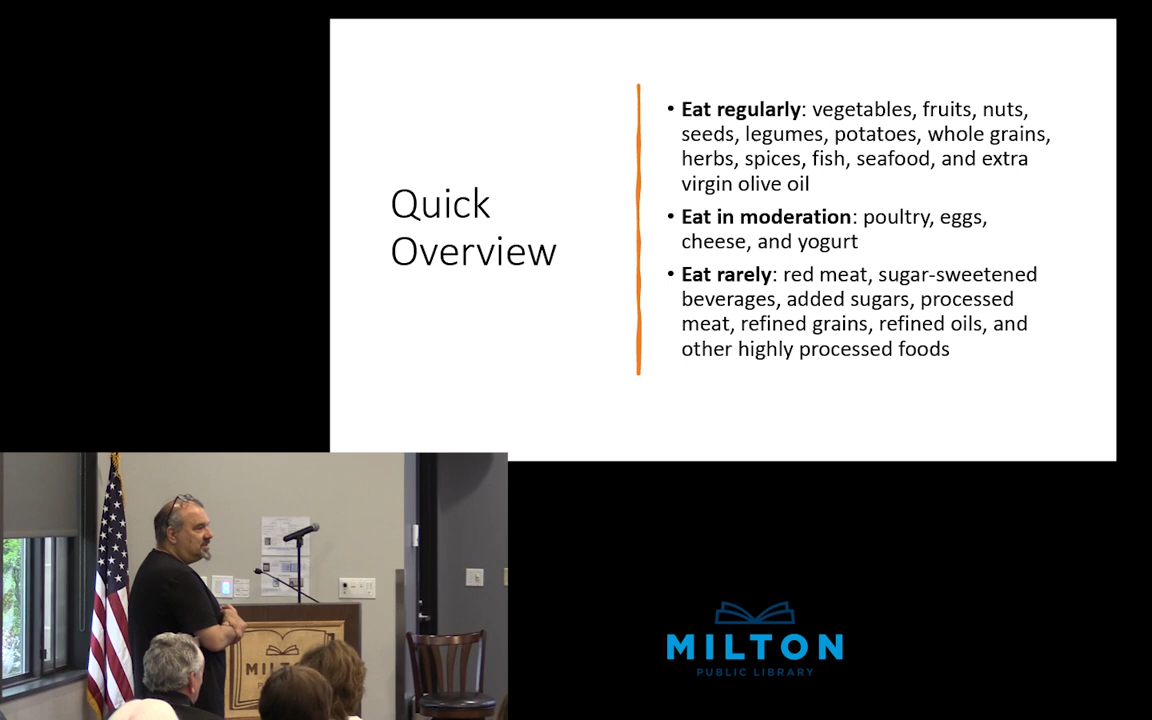 Quick
Overview
• Eat regularly: vegetables, fruits, nuts,
seeds, legumes, potatoes, whole grains,
herbs, spices, fish, seafood, and extra
virgin olive oil
• Eat in moderation: poultry, eggs,
cheese, and yogurt
• Eat rarely: red meat, sugar-sweetened
beverages, added sugars, processed
meat, refined grains, refined oils, and
other highly processed foods
MILT
MILTON
PUBLIC LIBRARY